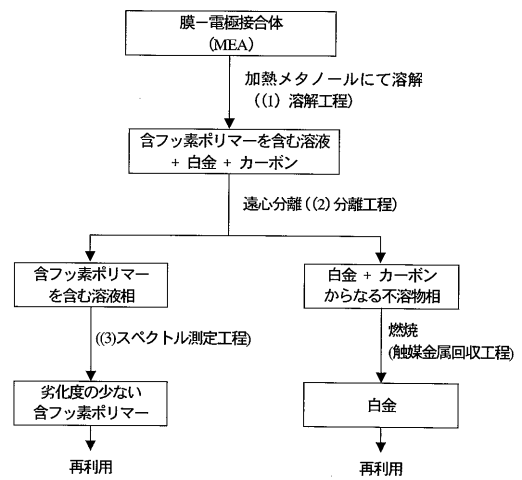 膜－電極接合体
（MEA）
加熱メタノールにて溶解
（(1) 溶解工程）
含フッ素ポリマーを含む溶液
+ 白金 + カーボン
遠心分離（(2) 分離工程）
含フッ素ポリマー
を含む溶液相
白金 + カーボン
からなる不溶物相
((3)スペクトル測定工程)
燃焼
(触媒金属回収工程)
劣化度の少ない
含フッ素ポリマー
白金
再利用
再利用